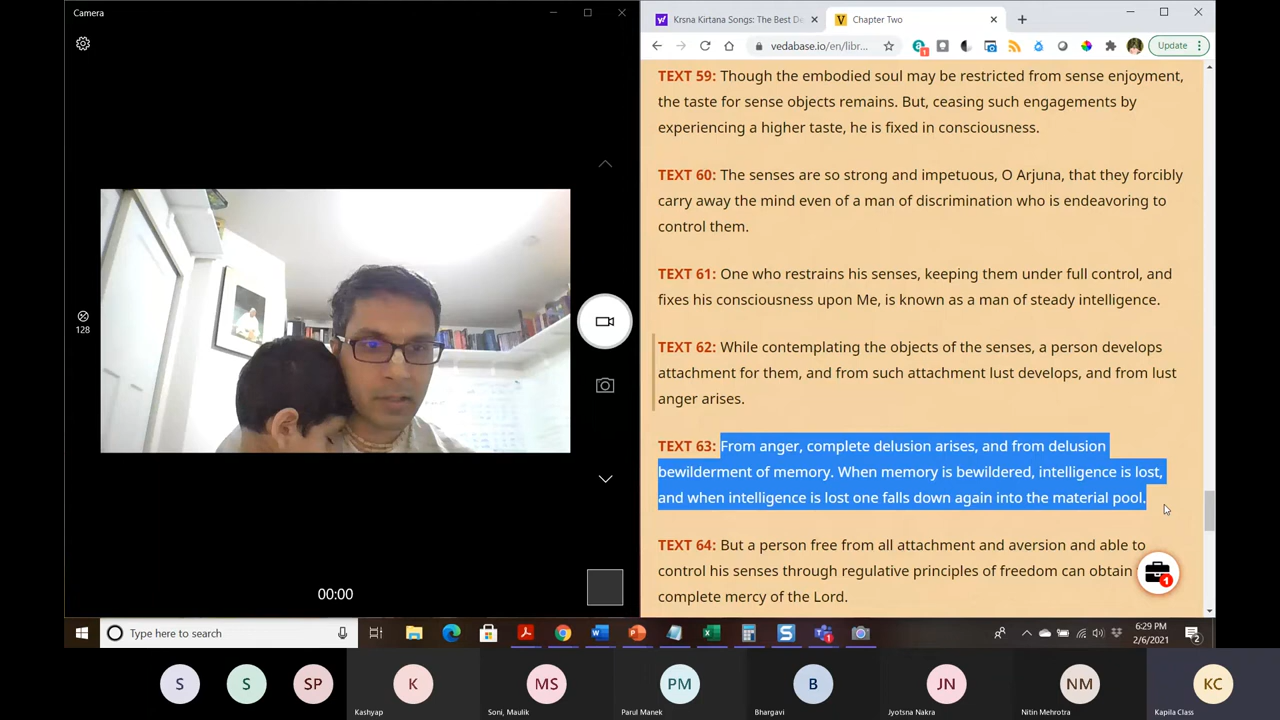 Camera
128
00:00
Krsna Kirtana Songs: The Best De
Chapter Two
vedabase.io/en/libr...
1
Update
TEXT 59: Though the embodied soul may be restricted from sense enjoyment,
the taste for sense objects remains. But, ceasing such engagements by
experiencing a higher taste, he is fixed in consciousness.
TEXT 60: The senses are so strong and impetuous, O Arjuna, that they forcibly
carry away the mind even of a man of discrimination who is endeavoring to
control them.
TEXT 61: One who restrains his senses, keeping them under full control, and
fixes his consciousness upon Me, is known as a man of steady intelligence.
TEXT 62: While contemplating the objects of the senses, a person develops
attachment for them, and from such attachment lust develops, and from lust
anger arises.
TEXT 63: From anger, complete delusion arises, and from delusion
bewilderment of memory. When memory is bewildered, intelligence is lost,
and when intelligence is lost one falls down again into the material pool.
TEXT 64: But a person free from all attachment and aversion and able to
control his senses through regulative principles of freedom can obtain
complete mercy of the Lord.
1
Type here to search
6:29 PM
2/6/2021
2
S
S
SP
K
MS
PM
B
JN
NM
KC
Kashyap
Soni, Maulik
Parul Manek
Bhargavi
Jyotsna Nakra
Nitin Mehrotra
Kapila Class